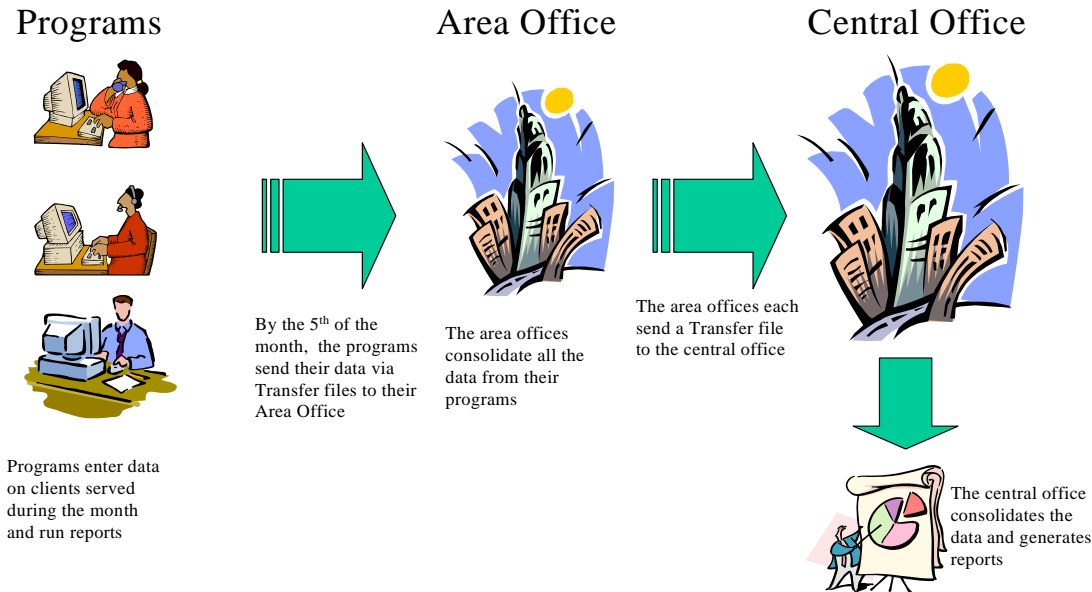 Programs
Area Office
Central Office
Programs enter data
on clients served
during the month
and run reports
By the 5th of the
month, the programs
send their data via
Transfer files to their
Area Office
The area offices
consolidate all the
data from their
programs
The area offices each
send a Transfer file
to the central office
The central office
consolidates the
data and generates
reports